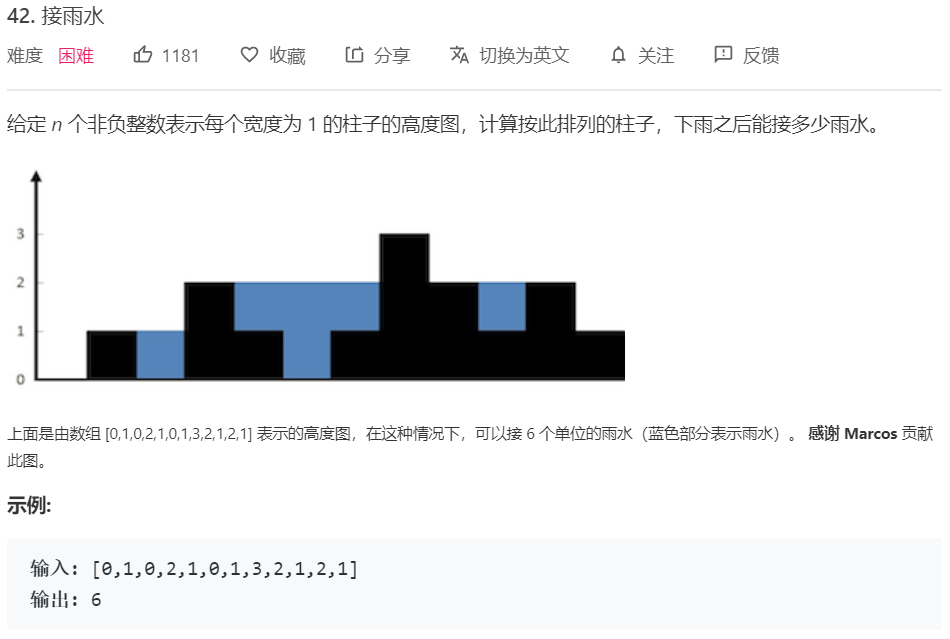 42. 接雨水
难度 困难 1181 收藏 分享 切换为英文 关注 反馈
给定 n 个非负整数表示每个宽度为 1 的柱子的高度图，计算按此排列的柱子，下雨之后能接多少雨水。
3
2
1
0
上面是由数组 [0,1,0,2,1,0,1,3,2,1,2,1] 表示的高度图，在这种情况下，可以接 6 个单位的雨水（蓝色部分表示雨水）。 感谢 Marcos 贡献
此图。
示例:
输入: [0,1,0,2,1,0,1,3,2,1,2,1]
输出: 6